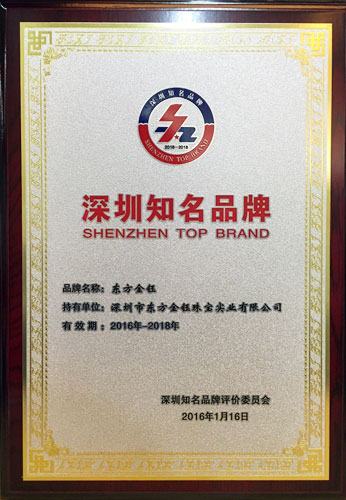 深圳知名品牌
2016-2018
SHENZHEN TOP BRAND
深圳知名品牌
SHENZHEN TOP BRAND
品牌名称：东方金钰
持有单位：深圳市东方金钰珠宝实业有限公司
有效期：2016年-2018年
深圳知名品牌评价委员会
2016年1月16日